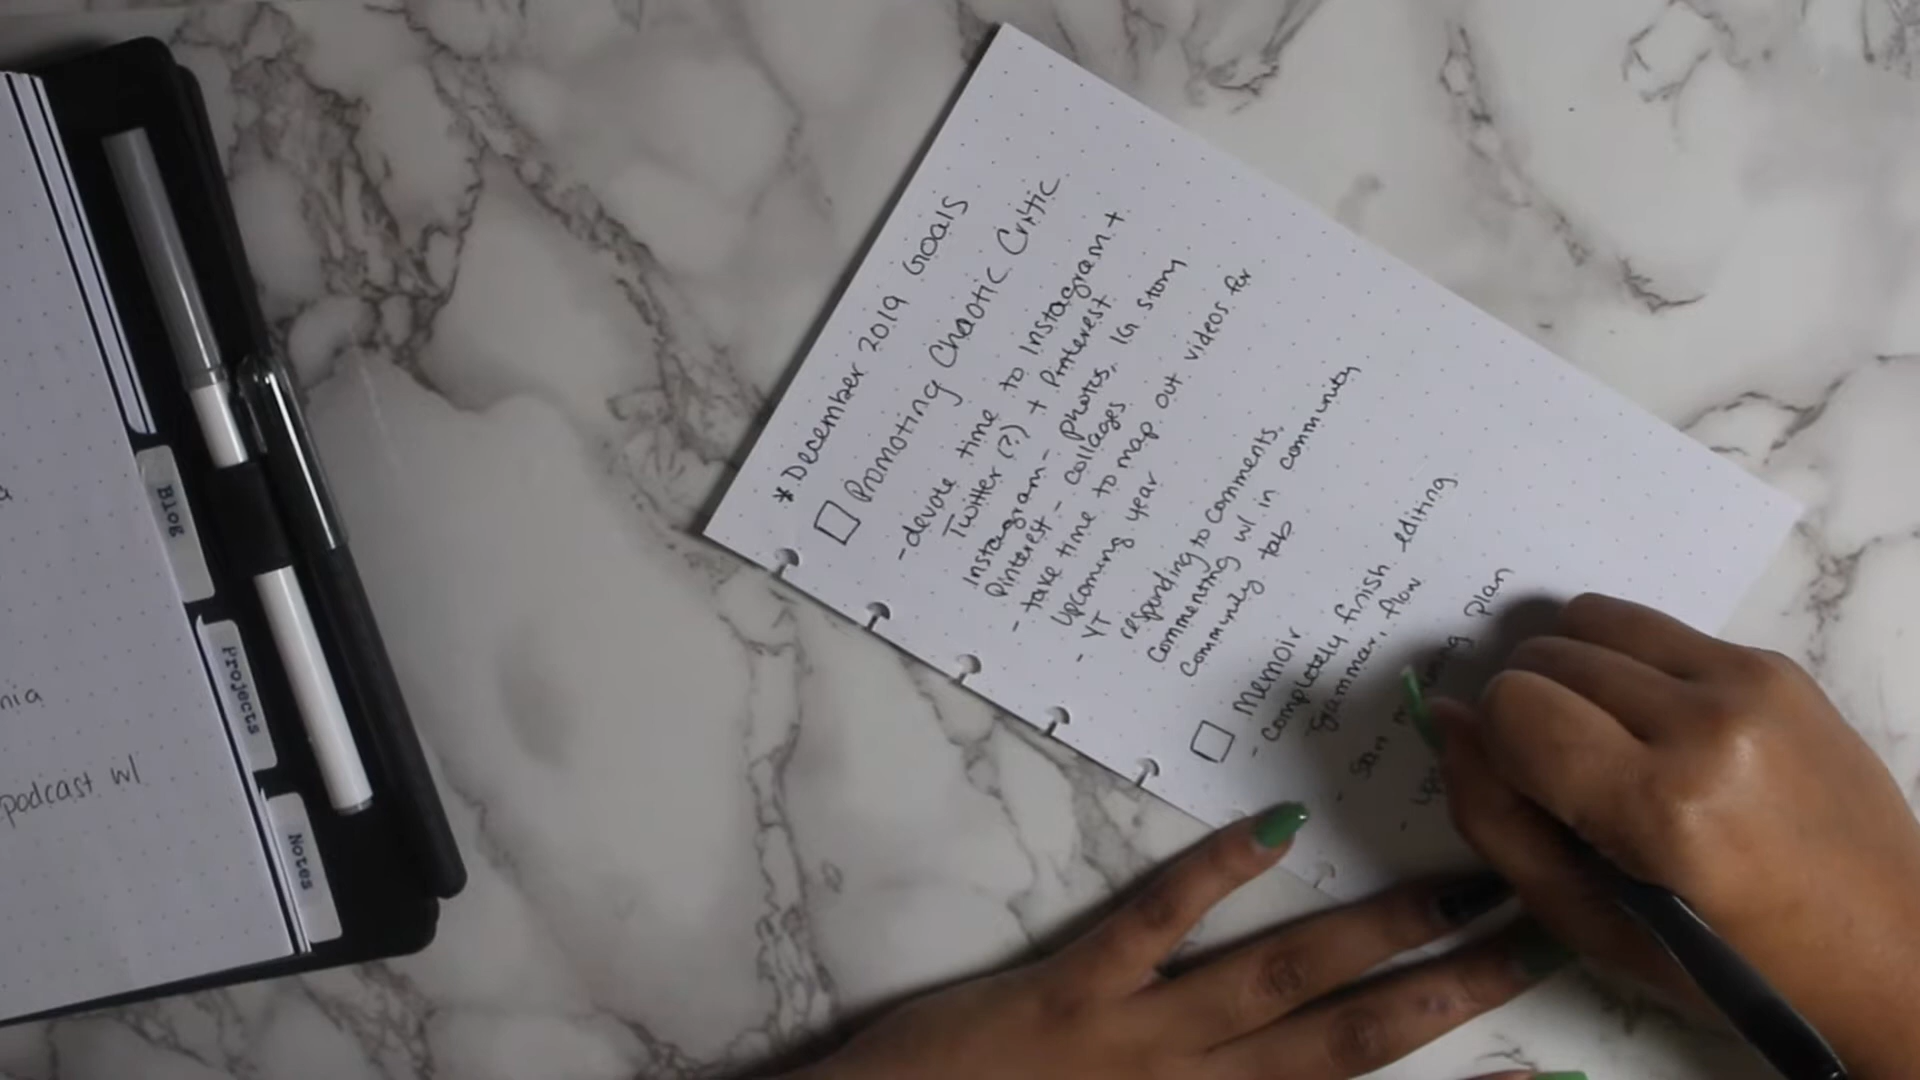 * December 2019 Goals
Promoting Chaotic Critic
- devote time to Instagram +
Twitter (?) + Pinterest
Instagram - photos, IG story
Pinterest - collages
- take time to map out videos for
upcoming year
- YT
responding to comments,
commenting w/ in community
community tab
Memoir
- completely finish editing
grammar, flow
- plan
Blog
Projects
Notes
podcast w/